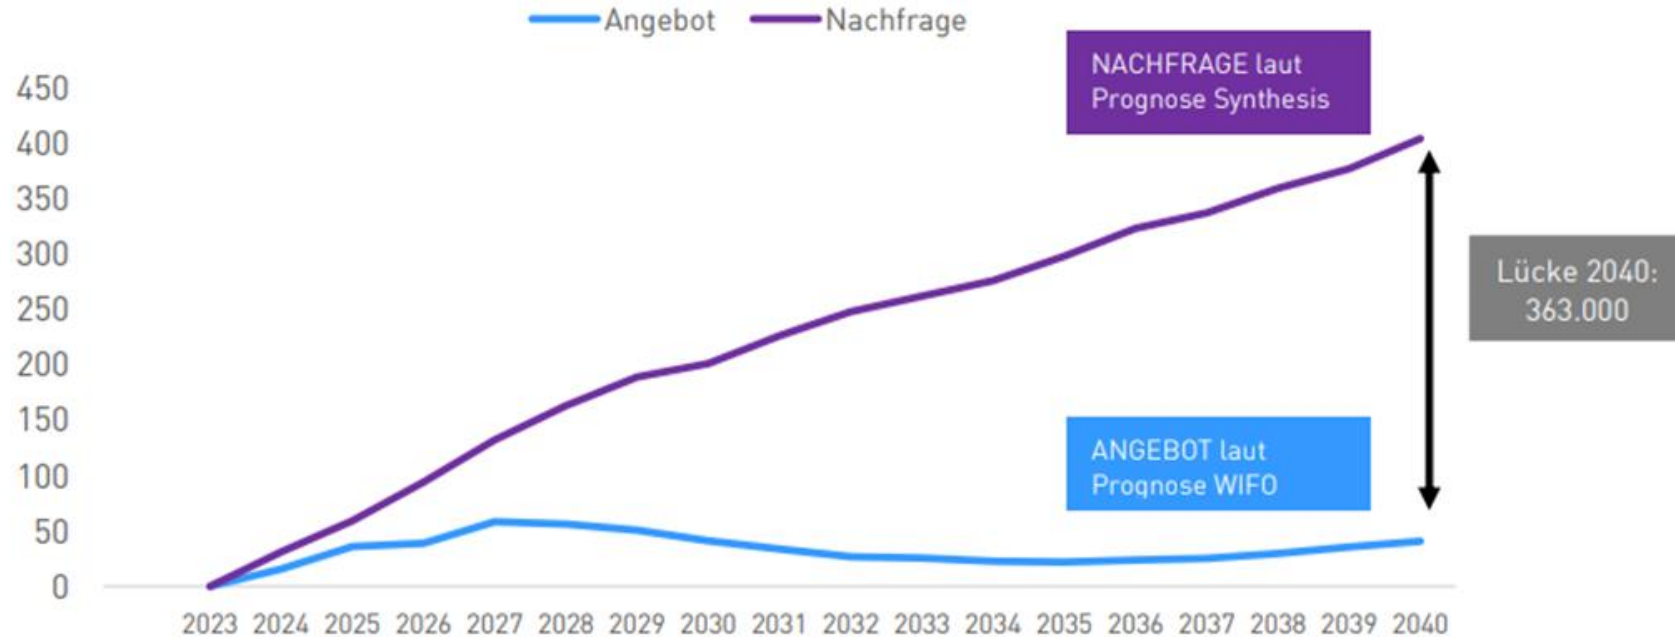 Angebot Nachfrage
NACHFRAGE laut
Prognose Synthesis
450
400
350
300
250
200
150
100
50
0
Lücke 2040:
363.000
ANGEBOT laut
Prognose WIFO
2023 2024 2025 2026 2027 2028 2029 2030 2031 2032 2033 2034 2035 2036 2037 2038 2039 2040